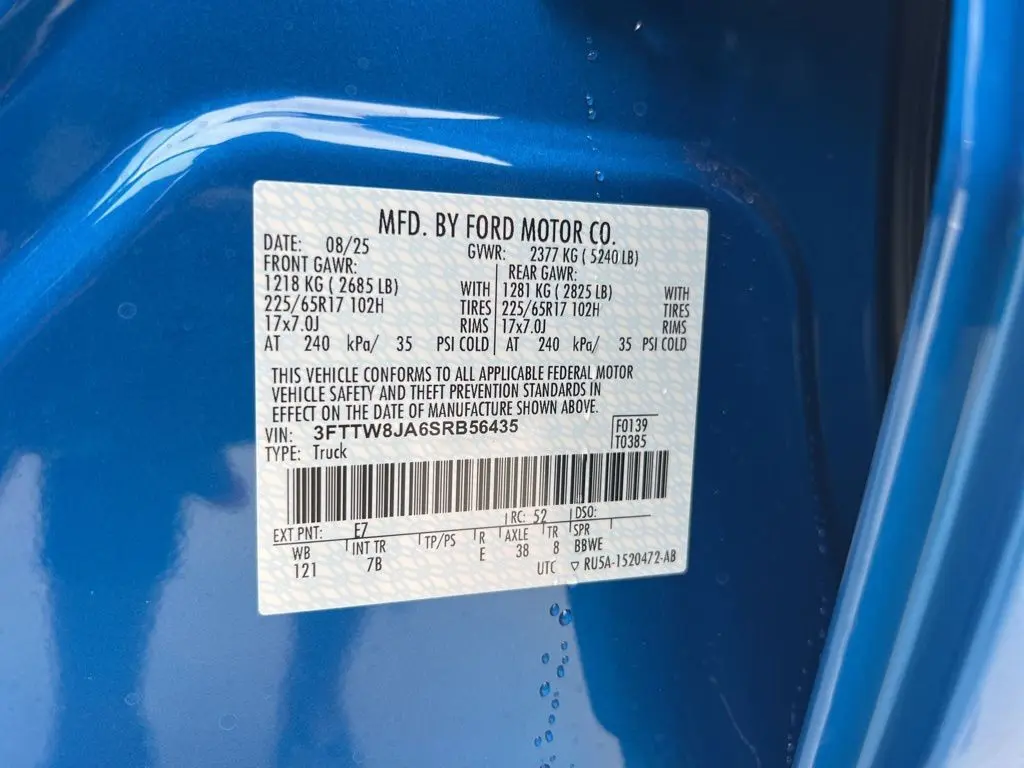 MFD. BY FORD MOTOR CO.
DATE: 08/25 GVWR: 2377 KG ( 5240 LB)
FRONT GAWR: REAR GAWR:
1218 KG ( 2685 LB) WITH 1281 KG ( 2825 LB) WITH
225/65R17 102H TIRES 225/65R17 102H TIRES
17x7.0J RIMS 17x7.0J RIMS
AT 240 kPa/ 35 PSI COLD AT 240 kPa/ 35 PSI COLD
THIS VEHICLE CONFORMS TO ALL APPLICABLE FEDERAL MOTOR
VEHICLE SAFETY AND THEFT PREVENTION STANDARDS IN
EFFECT ON THE DATE OF MANUFACTURE SHOWN ABOVE.
VIN: 3FTTW8JA6SRB56435 F0139
TYPE: Truck T0385
EXT PNT: E7 RC: 52 DSO:
WB INT TR TP/PS R AXLE TR SPR
121 7B E 38 8 BBWE
UTC ▽ RU5A-1520472-AB